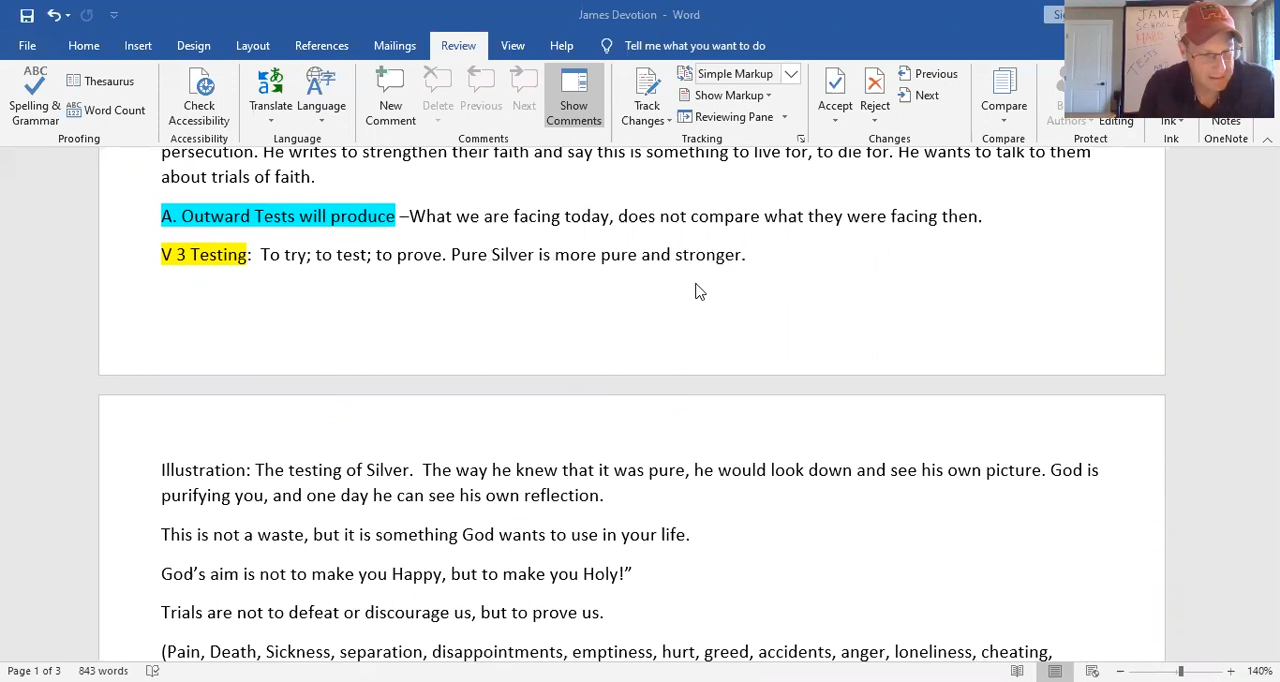 James Devotion - Word
File Home Insert Design Layout References Mailings Review View Help Tell me what you want to do
ABC
Spelling & Grammar
Thesaurus
ABC
123 Word Count
Proofing
Check Accessibility
Accessibility
Translate Language
Language
New Comment
Delete Previous Next
Show Comments
Comments
Track Changes
Simple Markup
Show Markup
Reviewing Pane
Tracking
Accept Reject
Previous
Next
Changes
Compare
Compare
Authors Editing
Protect
Ink
Ink
Notes
OneNote
JAME
SCHOOL
TESTS
persecution. He writes to strengthen their faith and say this is something to live for, to die for. He wants to talk to them
about trials of faith.
A. Outward Tests will produce –What we are facing today, does not compare what they were facing then.
V 3 Testing:  To try; to test; to prove. Pure Silver is more pure and stronger.
Illustration: The testing of Silver.  The way he knew that it was pure, he would look down and see his own picture. God is
purifying you, and one day he can see his own reflection.
This is not a waste, but it is something God wants to use in your life.
God’s aim is not to make you Happy, but to make you Holy!”
Trials are not to defeat or discourage us, but to prove us.
(Pain, Death, Sickness, separation, disappointments, emptiness, hurt, greed, accidents, anger, loneliness, cheating,
Page 1 of 3 843 words
140%